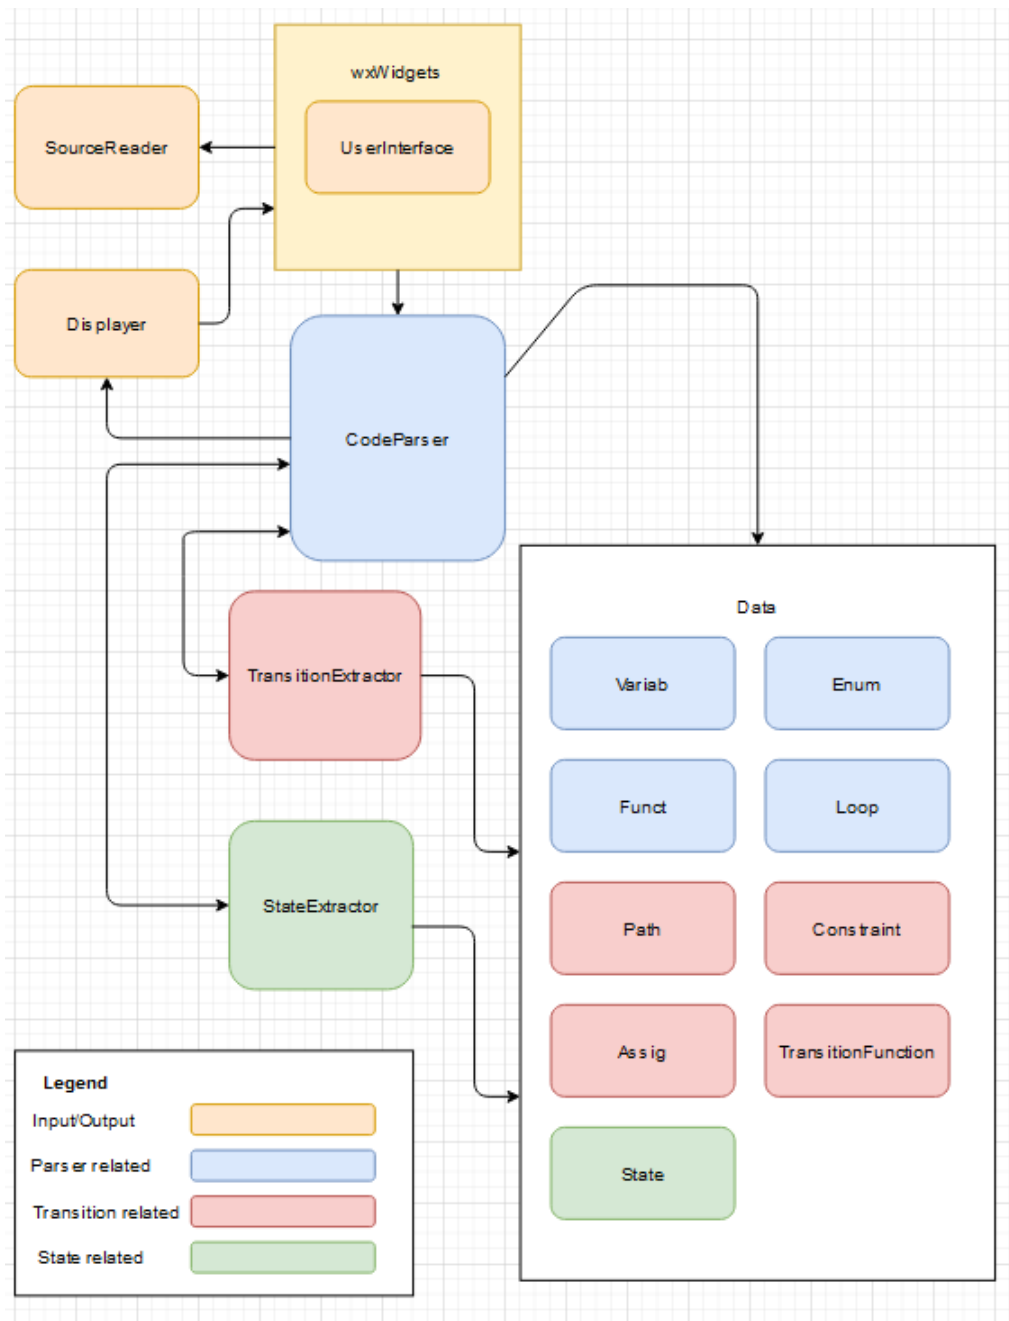 wxWidgets
SourceReader
UserInterface
Displayer
CodeParser
Data
TransitionExtractor
Variab
Enum
Funct
Loop
StateExtractor
Path
Constraint
Assig
TransitionFunction
State
Legend
Input/Output
Parser related
Transition related
State related